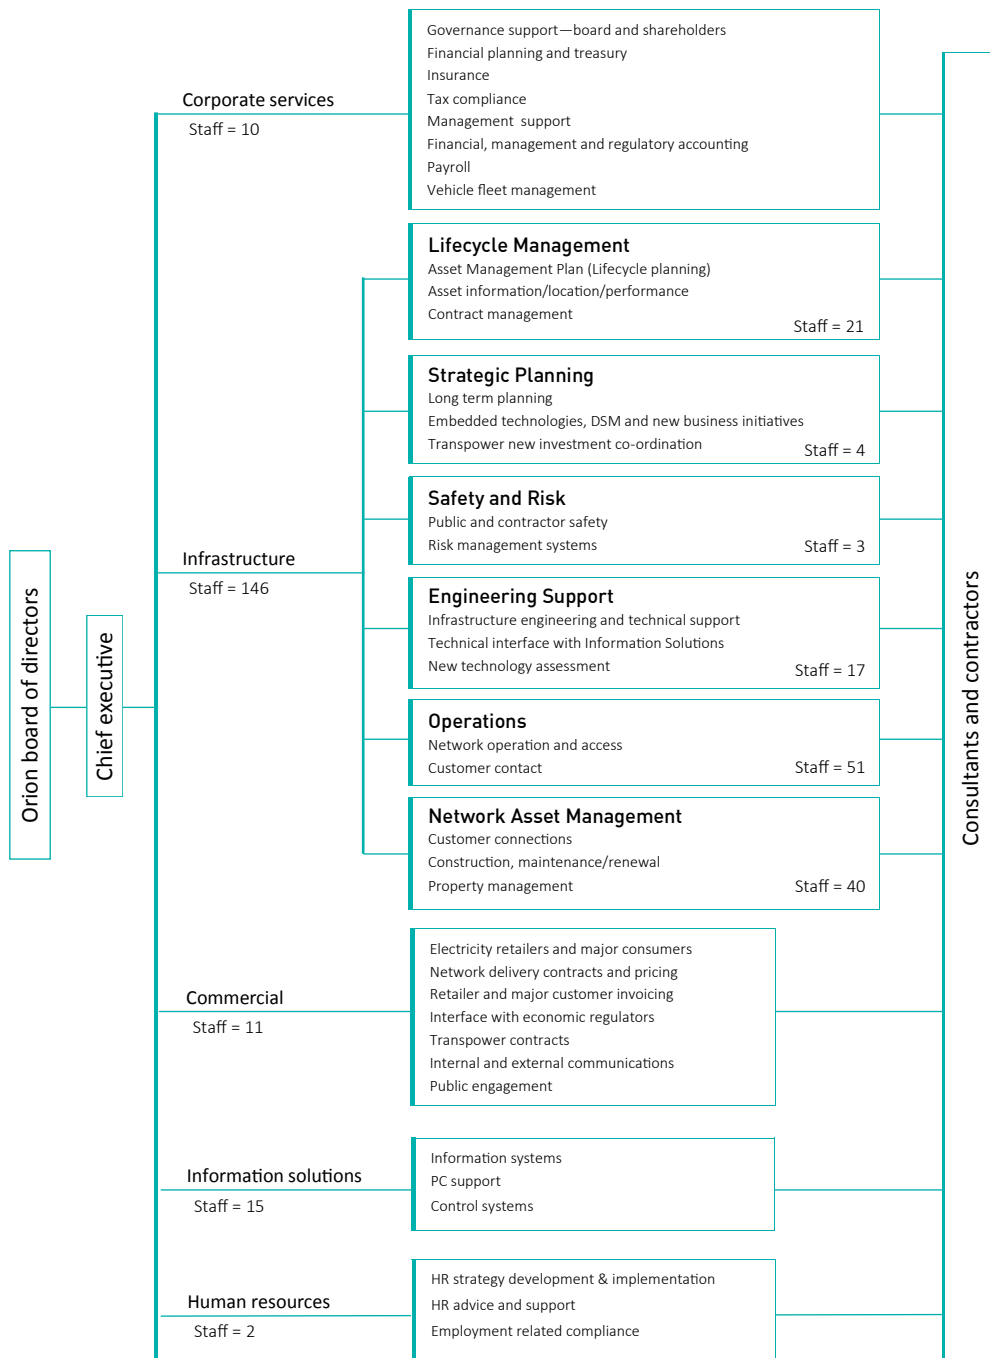 Orion board of directors
Chief executive
Corporate services
Staff = 10
Governance support—board and shareholders
Financial planning and treasury
Insurance
Tax compliance
Management support
Financial, management and regulatory accounting
Payroll
Vehicle fleet management
Infrastructure
Staff = 146
Lifecycle Management
Asset Management Plan (Lifecycle planning)
Asset information/location/performance
Contract management
Staff = 21
Strategic Planning
Long term planning
Embedded technologies, DSM and new business initiatives
Transpower new investment co-ordination
Staff = 4
Safety and Risk
Public and contractor safety
Risk management systems
Staff = 3
Engineering Support
Infrastructure engineering and technical support
Technical interface with Information Solutions
New technology assessment
Staff = 17
Operations
Network operation and access
Customer contact
Staff = 51
Network Asset Management
Customer connections
Construction, maintenance/renewal
Property management
Staff = 40
Commercial
Staff = 11
Electricity retailers and major consumers
Network delivery contracts and pricing
Retailer and major customer invoicing
Interface with economic regulators
Transpower contracts
Internal and external communications
Public engagement
Information solutions
Staff = 15
Information systems
PC support
Control systems
Human resources
Staff = 2
HR strategy development & implementation
HR advice and support
Employment related compliance
Consultants and contractors